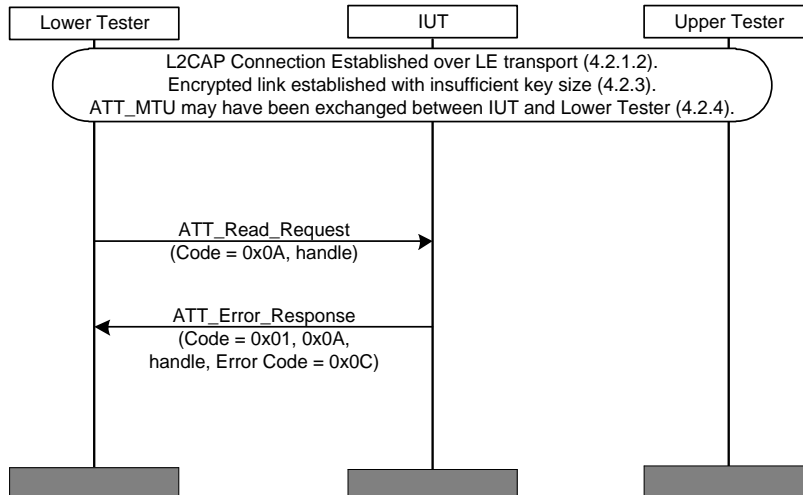 Lower Tester
IUT
Upper Tester
L2CAP Connection Established over LE transport (4.2.1.2).
Encrypted link established with insufficient key size (4.2.3).
ATT_MTU may have been exchanged between IUT and Lower Tester (4.2.4).
ATT_Read_Request
(Code = 0x0A, handle)
ATT_Error_Response
(Code = 0x01, 0x0A,
handle, Error Code = 0x0C)